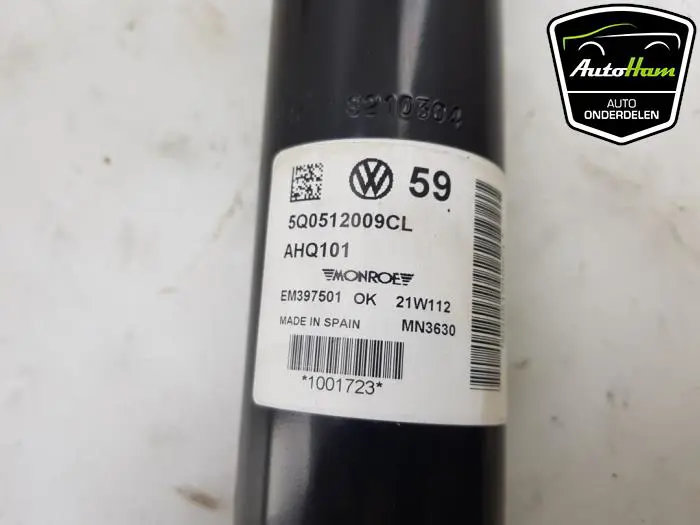 AutoHam
AUTO
ONDERDELEN
S210304
59
5Q0512009CL
AHQ101
MONROE
EM397501 OK 21W112
MADE IN SPAIN MN3630
*1001723*